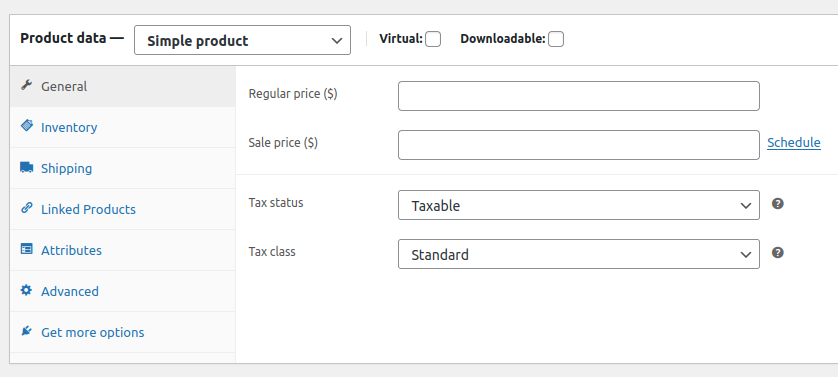 Product data — Simple product Virtual: Downloadable:
General
Inventory
Shipping
Linked Products
Attributes
Advanced
Get more options
Regular price ($)
Sale price ($) Schedule
Tax status Taxable ?
Tax class Standard ?